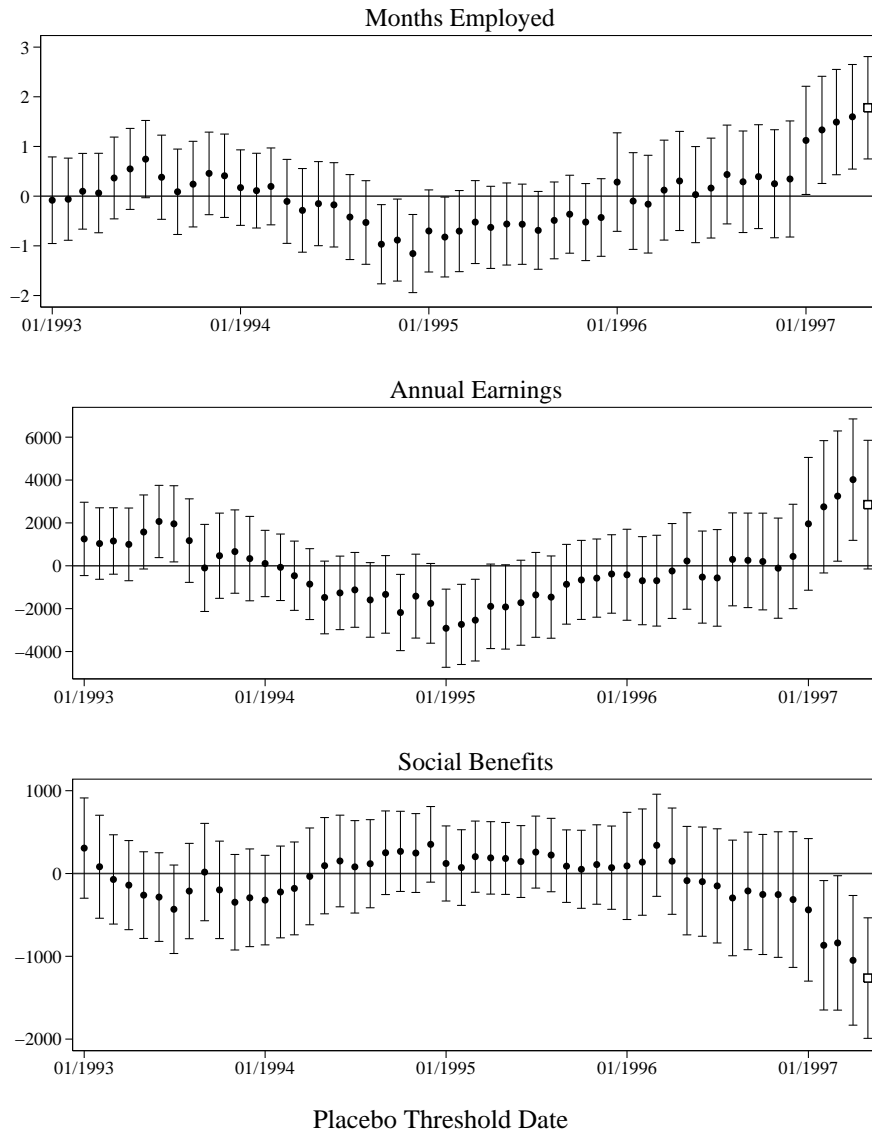 Months Employed
3
2
1
0
−1
−2
01/1993 01/1994 01/1995 01/1996 01/1997
Annual Earnings
6000
4000
2000
0
−2000
−4000
01/1993 01/1994 01/1995 01/1996 01/1997
Social Benefits
1000
0
−1000
−2000
01/1993 01/1994 01/1995 01/1996 01/1997
Placebo Threshold Date